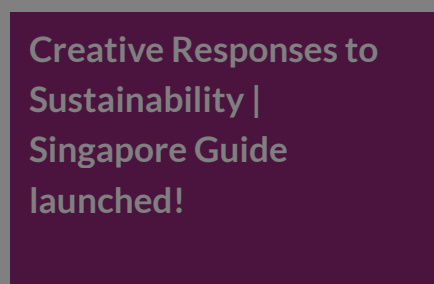 Creative Responses to
Sustainability |
Singapore Guide
launched!